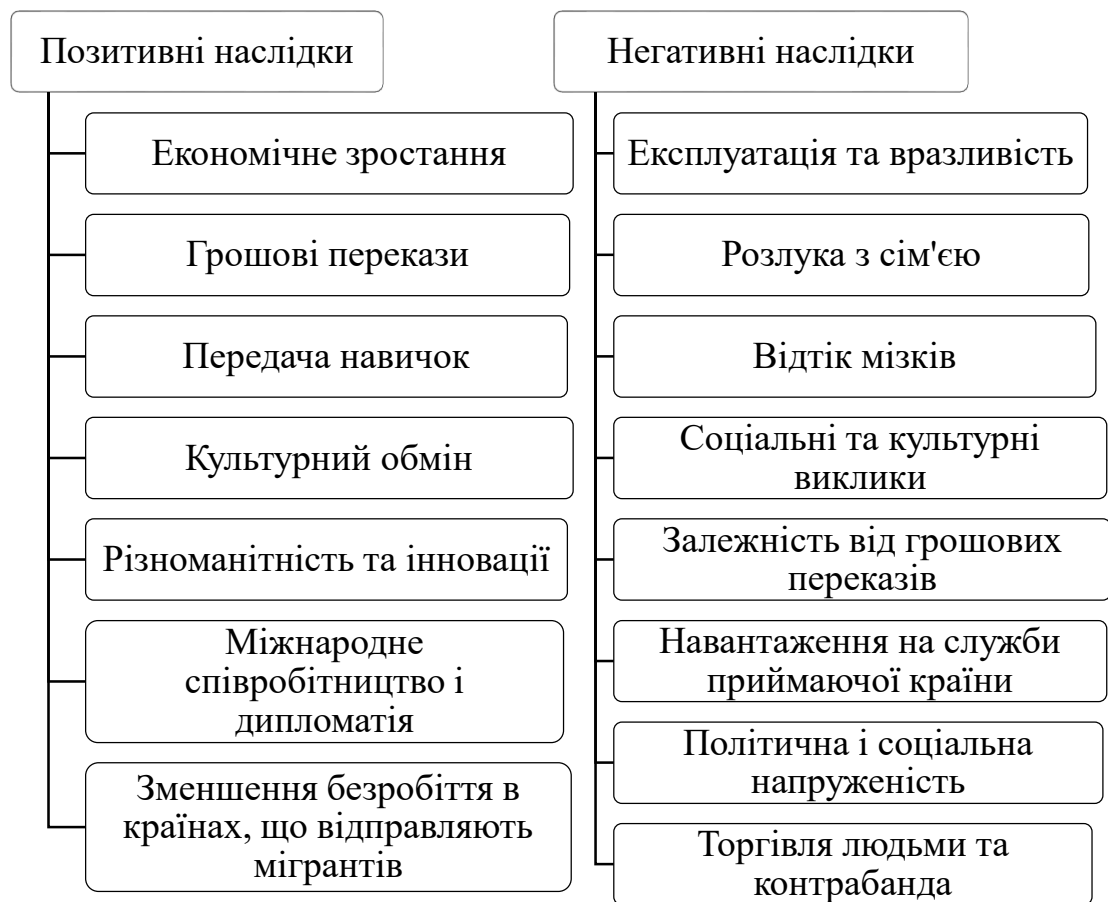 Позитивні наслідки
Економічне зростання
Грошові перекази
Передача навичок
Культурний обмін
Різноманітність та інновації
Міжнародне
співробітництво і
дипломатія
Зменшення безробіття в
країнах, що відправляють
мігрантів
Негативні наслідки
Експлуатація та вразливість
Розлука з сім'єю
Відтік мізків
Соціальні та культурні
виклики
Залежність від грошових
переказів
Навантаження на служби
приймаючої країни
Політична і соціальна
напруженість
Торгівля людьми та
контрабанда